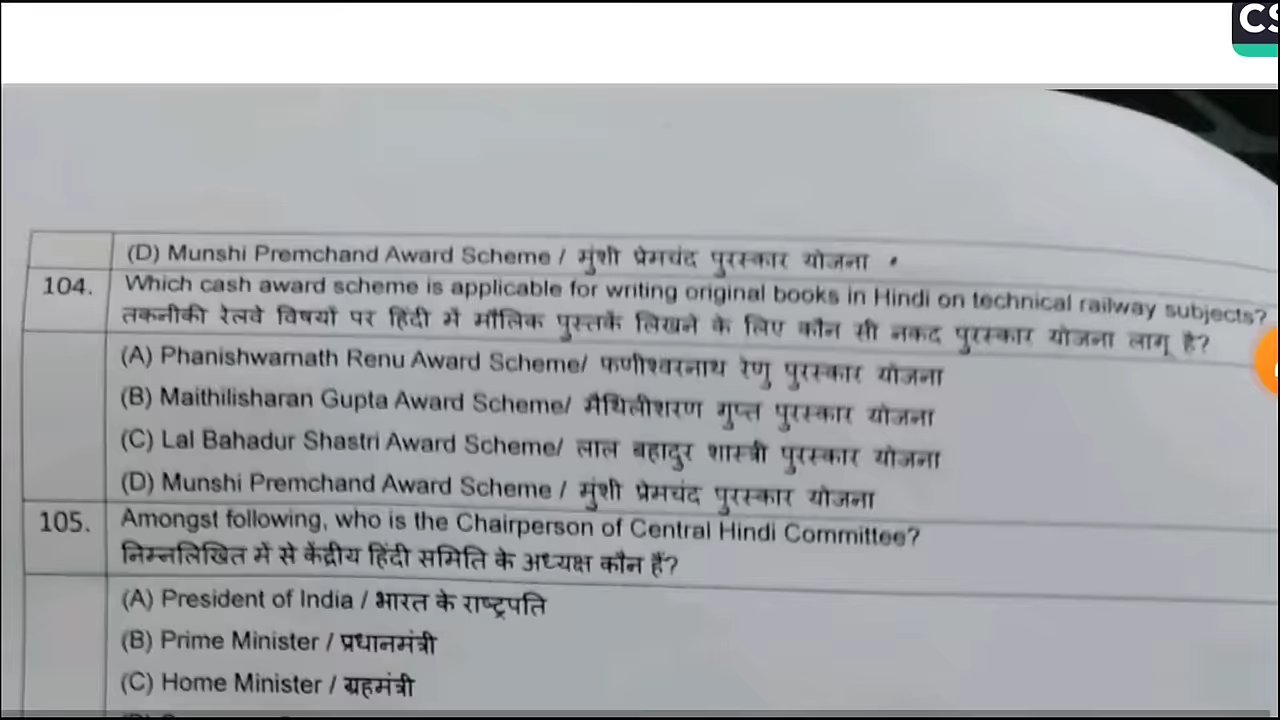 CS
(D) Munshi Premchand Award Scheme / मुंशी प्रेमचंद पुरस्कार योजना
104. Which cash award scheme is applicable for writing original books in Hindi on technical railway subjects?
तकनीकी रेलवे विषयों पर हिंदी में मौलिक पुस्तकें लिखने के लिए कौन सी नकद पुरस्कार योजना लागू है?
(A) Phanishwarnath Renu Award Scheme/ फणीश्वरनाथ रेणु पुरस्कार योजना
(B) Maithilisharan Gupta Award Scheme/ मैथिलीशरण गुप्त पुरस्कार योजना
(C) Lal Bahadur Shastri Award Scheme/ लाल बहादुर शास्त्री पुरस्कार योजना
(D) Munshi Premchand Award Scheme / मुंशी प्रेमचंद पुरस्कार योजना
105. Amongst following, who is the Chairperson of Central Hindi Committee?
निम्नलिखित में से केंद्रीय हिंदी समिति के अध्यक्ष कौन हैं?
(A) President of India / भारत के राष्ट्रपति
(B) Prime Minister / प्रधानमंत्री
(C) Home Minister / ग्रहमंत्री